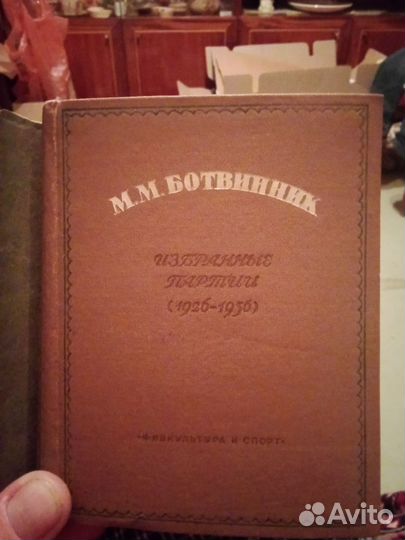 М.М. БОТВИННИК
ИЗБРАННЫЕ
ПАРТИИ
(1926-1936)
«ФИЗКУЛЬТУРА И СПОРТ»
Avito